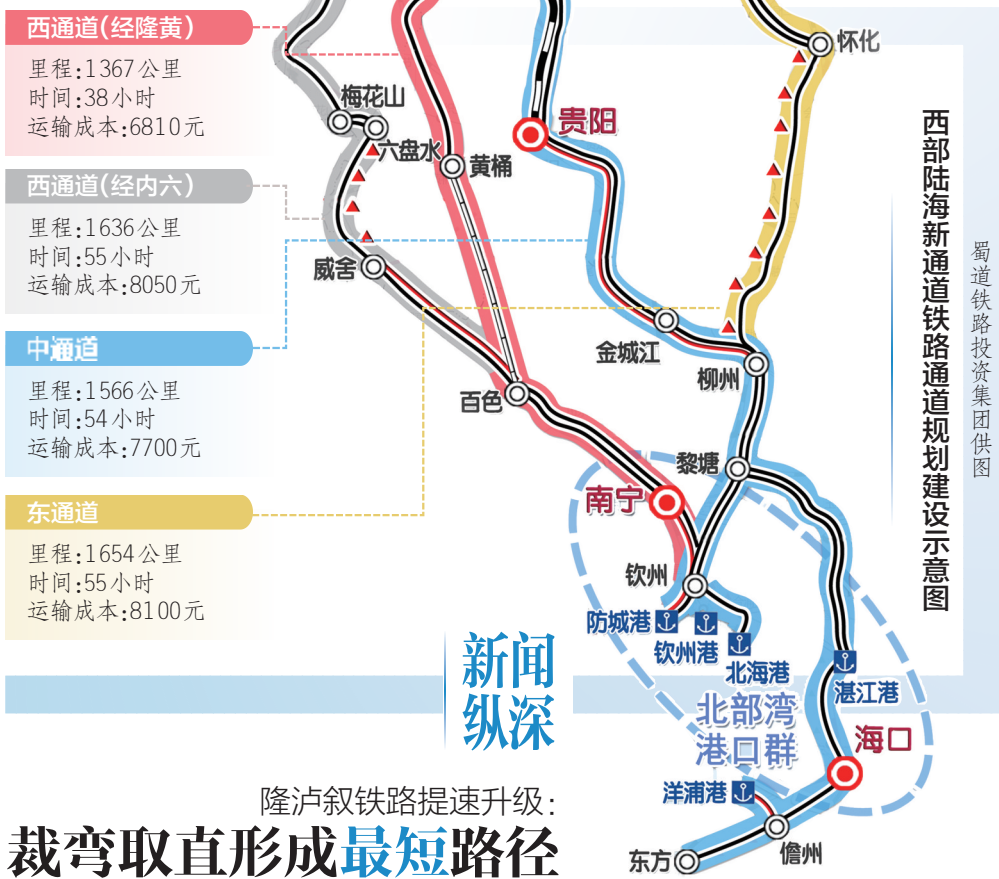 西通道(经隆黄)
里程:1367公里
时间:38小时
运输成本:6810元
西通道(经内六)
里程:1636公里
时间:55小时
运输成本:8050元
中通道
里程:1566公里
时间:54小时
运输成本:7700元
东通道
里程:1654公里
时间:55小时
运输成本:8100元
怀化
梅花山
贵阳
六盘水
黄桶
威舍
金城江
柳州
百色
黎塘
南宁
钦州
防城港
钦州港
北海港
湛江港
北部湾
港口群
海口
洋浦港
儋州
东方
西部陆海新通道铁路通道规划建设示意图
蜀道铁路投资集团供图
新闻
纵深
隆泸叙铁路提速升级:
裁弯取直形成最短路径